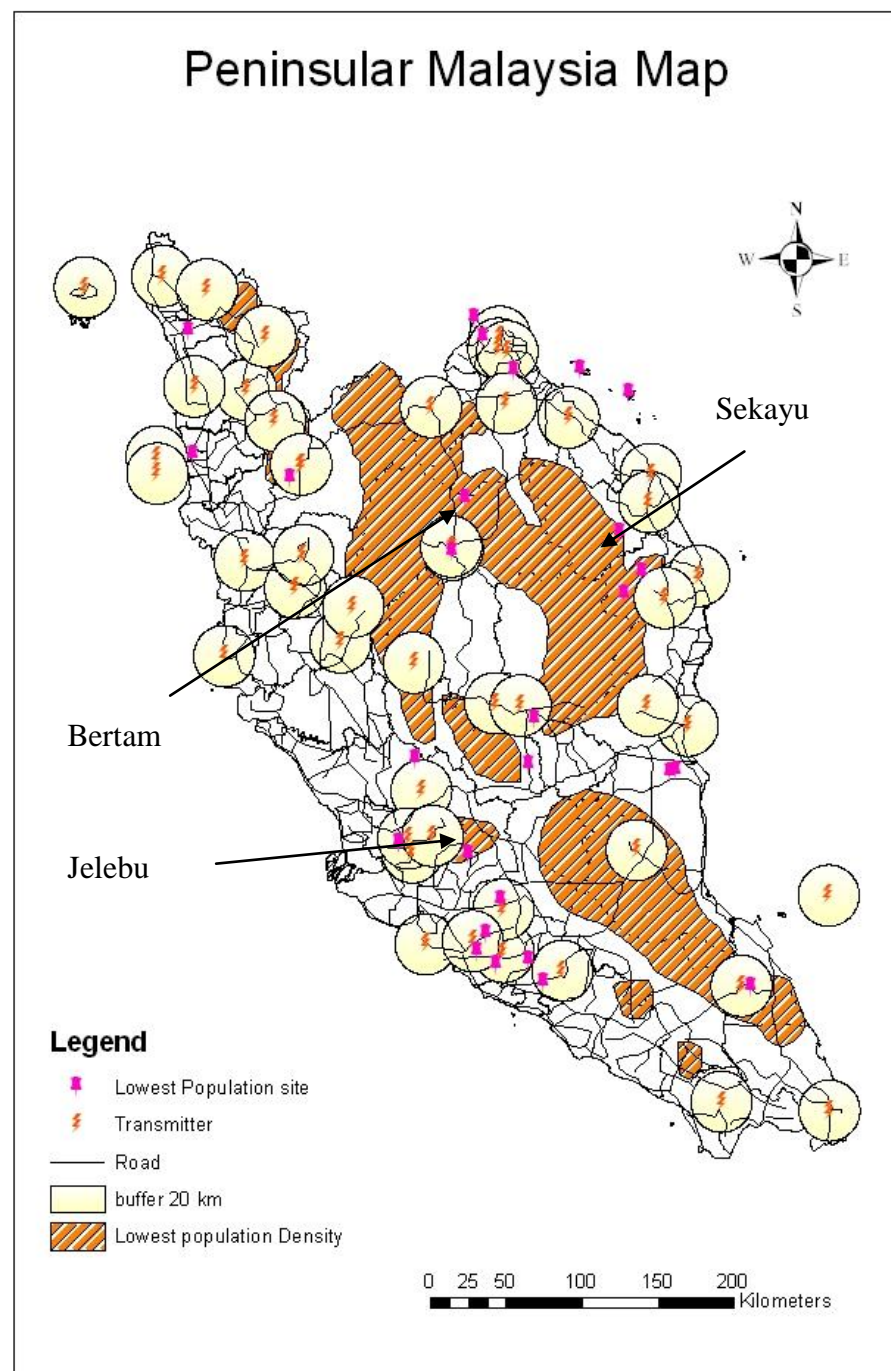 Peninsular Malaysia Map
N
W E
S
Sekayu
Bertam
Jelebu
Legend
Lowest Population site
Transmitter
Road
buffer 20 km
Lowest population Density
0 25 50 100 150 200
Kilometers